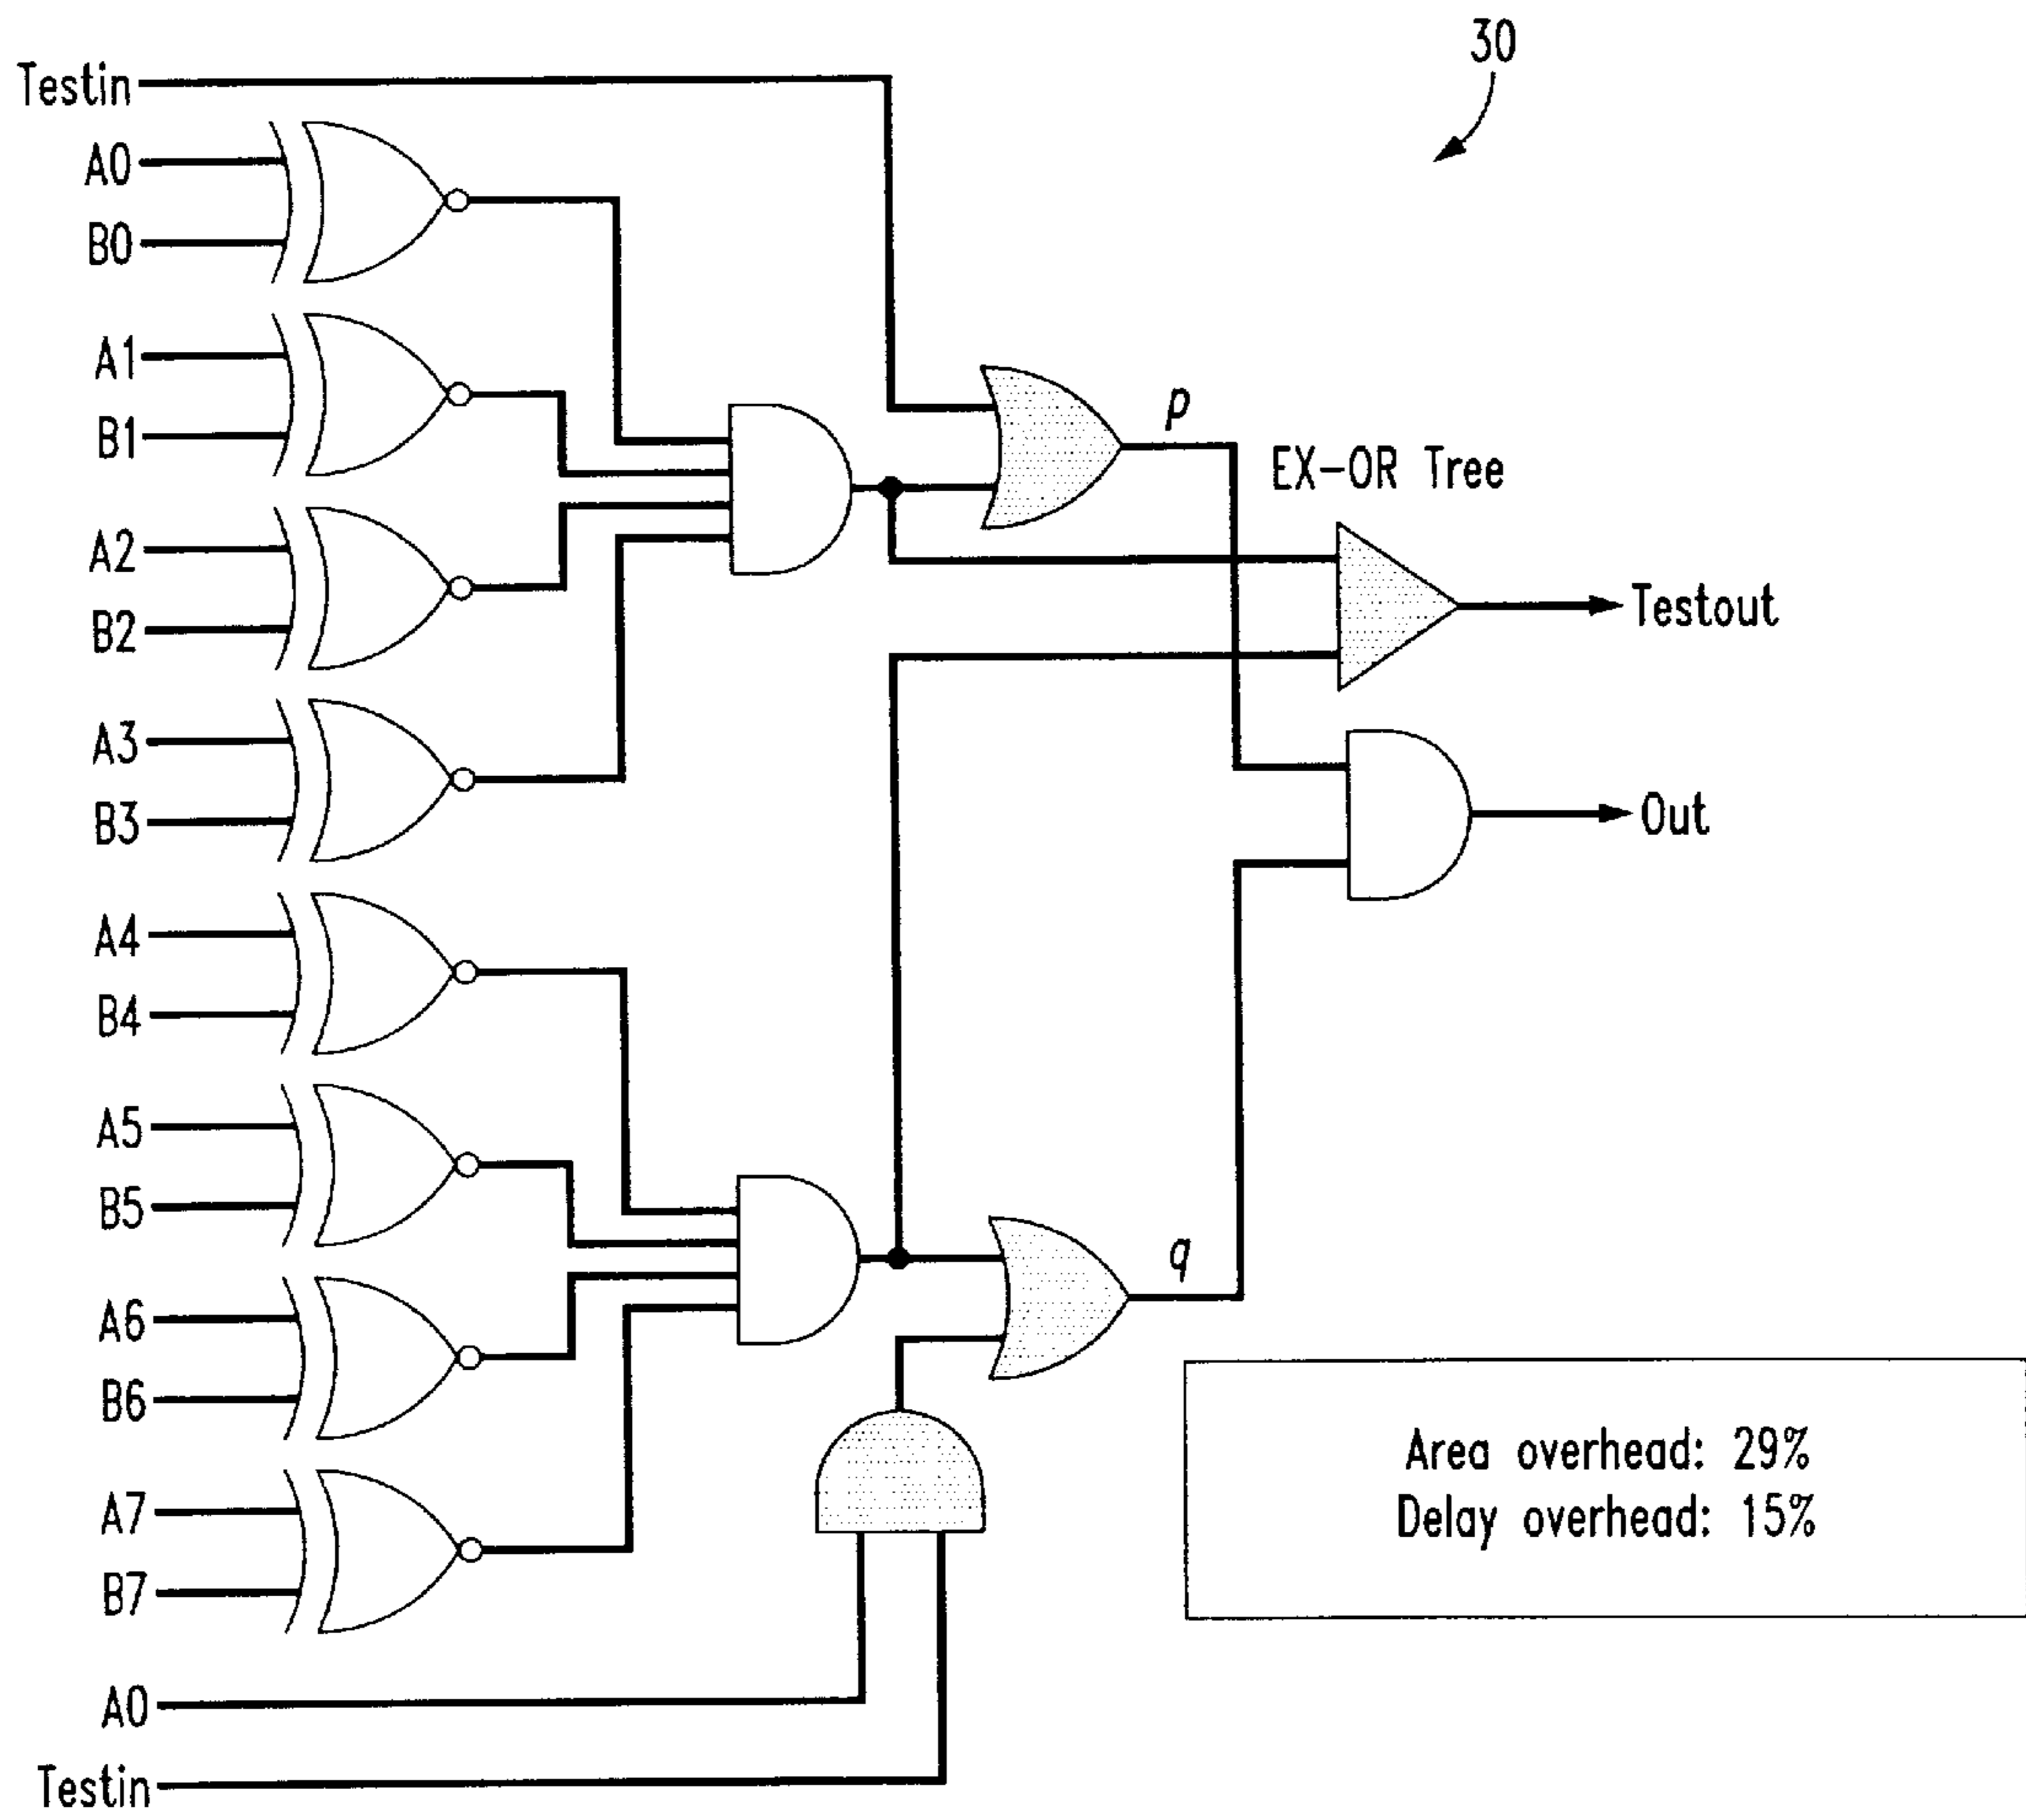 30
Testin
A0
B0
A1
B1
A2
B2
A3
B3
A4
B4
A5
B5
A6
B6
A7
B7
A0
Testin
p
EX-OR Tree
Testout
Out
q
Area overhead: 29%
Delay overhead: 15%